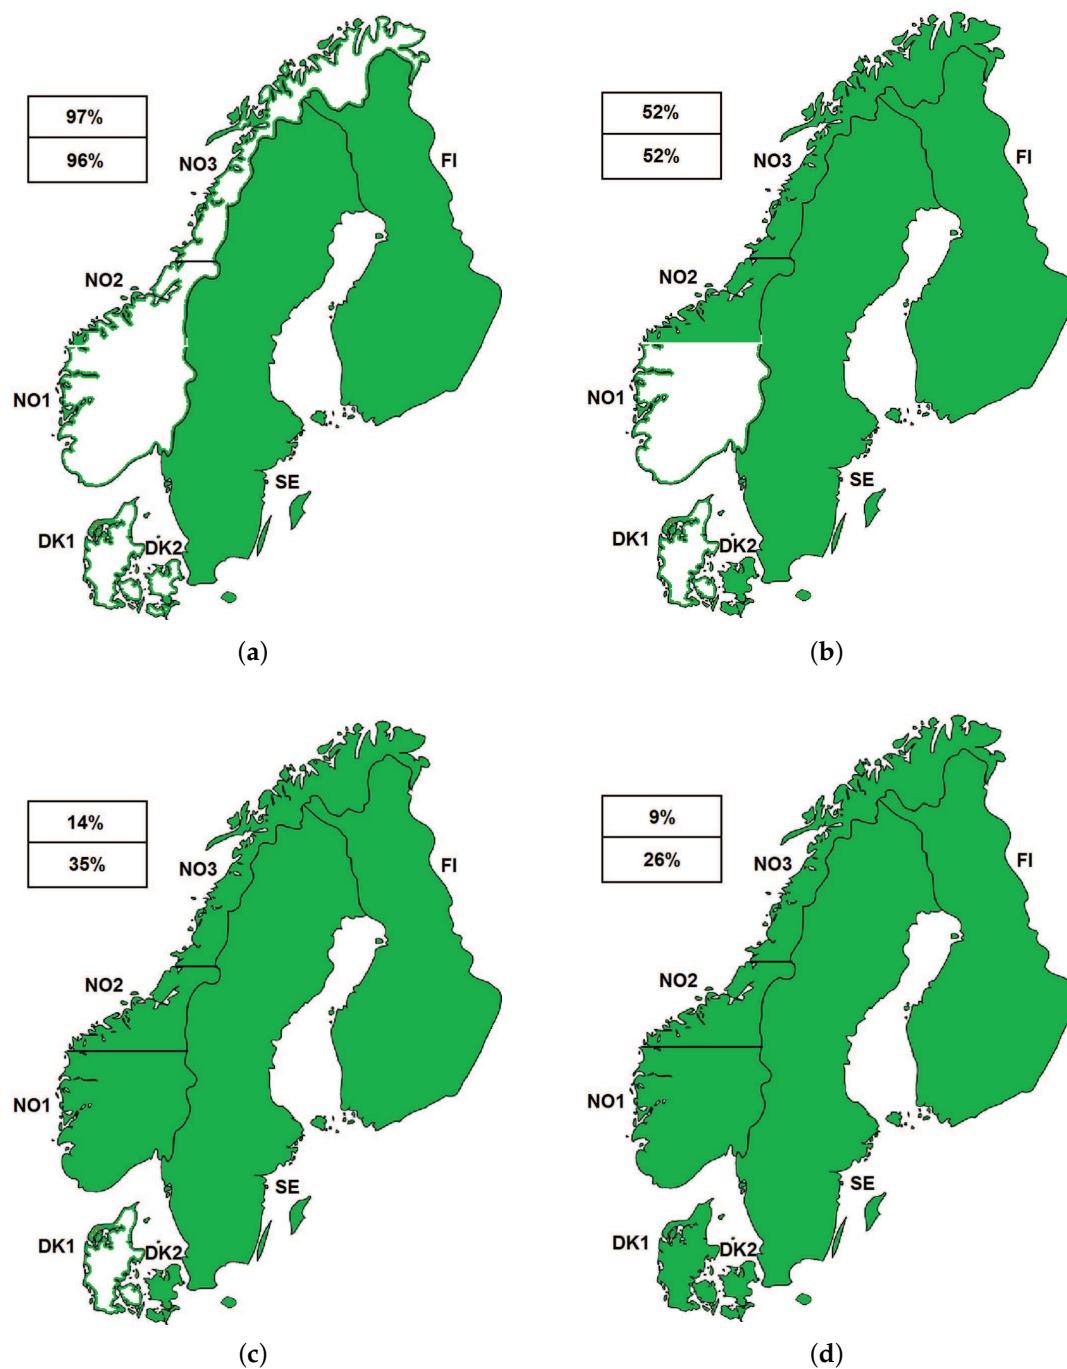 97%
96%
NO3
FI
NO2
NO1
SE
DK1
DK2
(a)
52%
52%
NO3
FI
NO2
NO1
SE
DK1
DK2
(b)
14%
35%
NO3
FI
NO2
NO1
SE
DK1
DK2
(c)
9%
26%
NO3
FI
NO2
NO1
SE
DK1
DK2
(d)